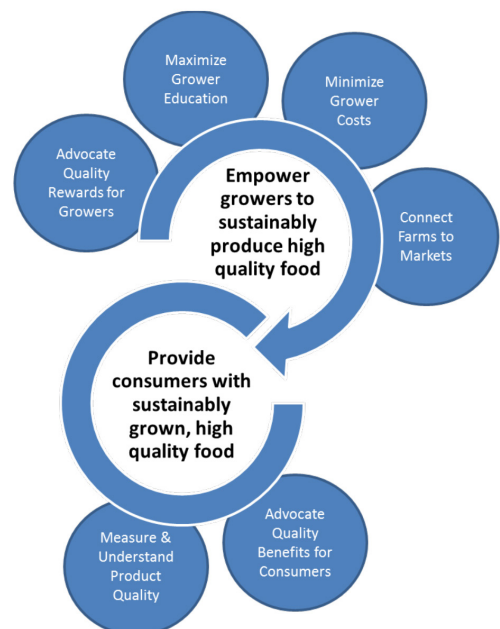 Maximize
Grower
Education
Minimize
Grower
Costs
Advocate
Quality
Rewards for
Growers
Empower
growers to
sustainably
produce high
quality food
Connect
Farms to
Markets
Provide
consumers with
sustainably
grown, high
quality food
Measure &
Understand
Product
Quality
Advocate
Quality
Benefits for
Consumers